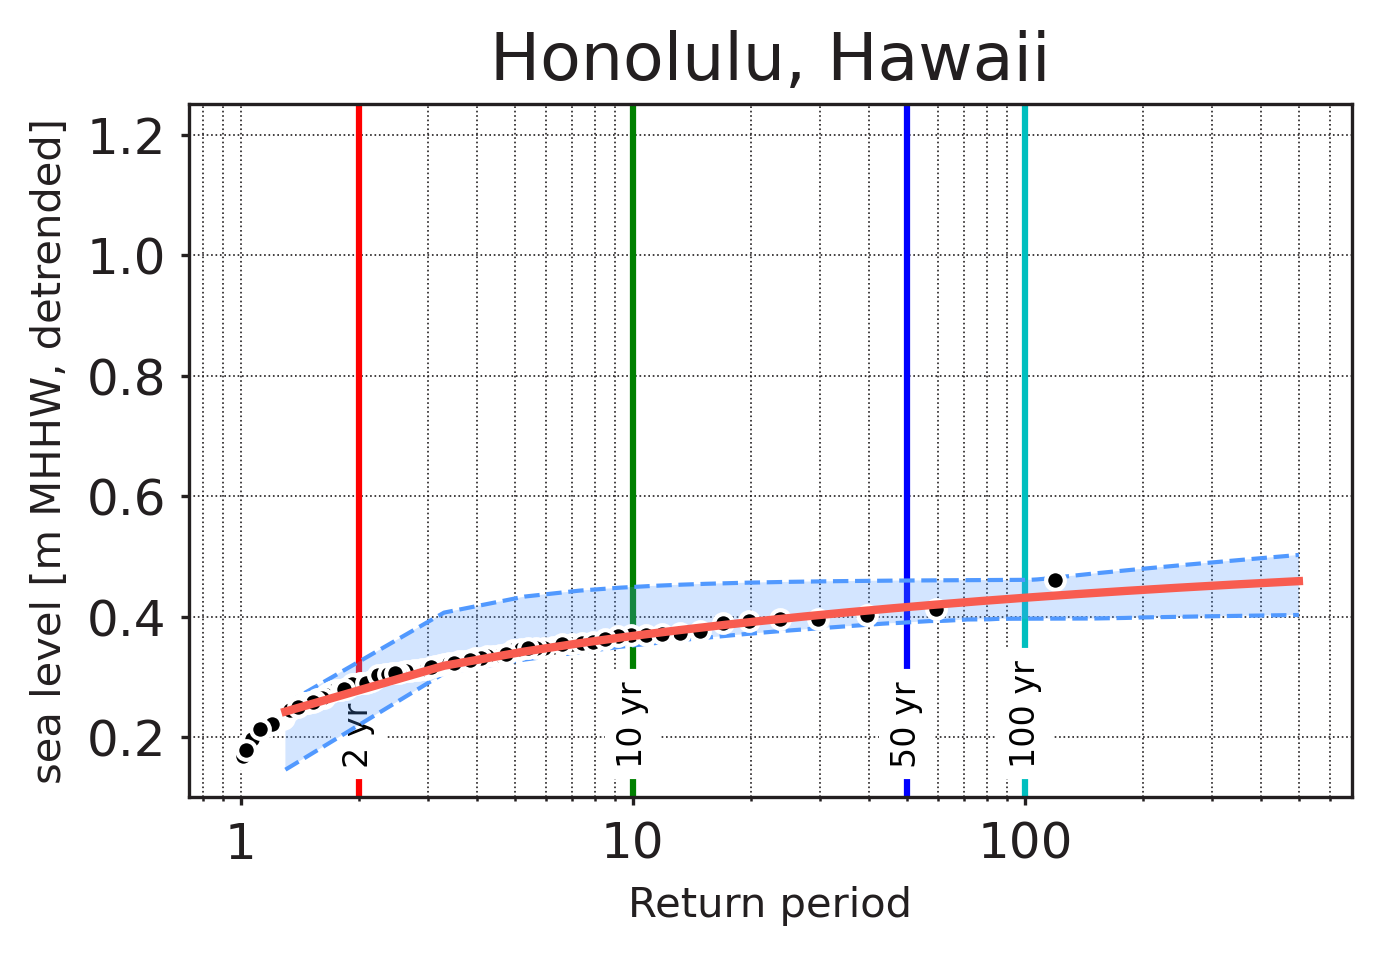 Honolulu, Hawaii
sea level [m MHHW, detrended]
1.2
1.0
0.8
0.6
0.4
0.2
2 yr
10 yr
50 yr
100 yr
1
10
100
Return period